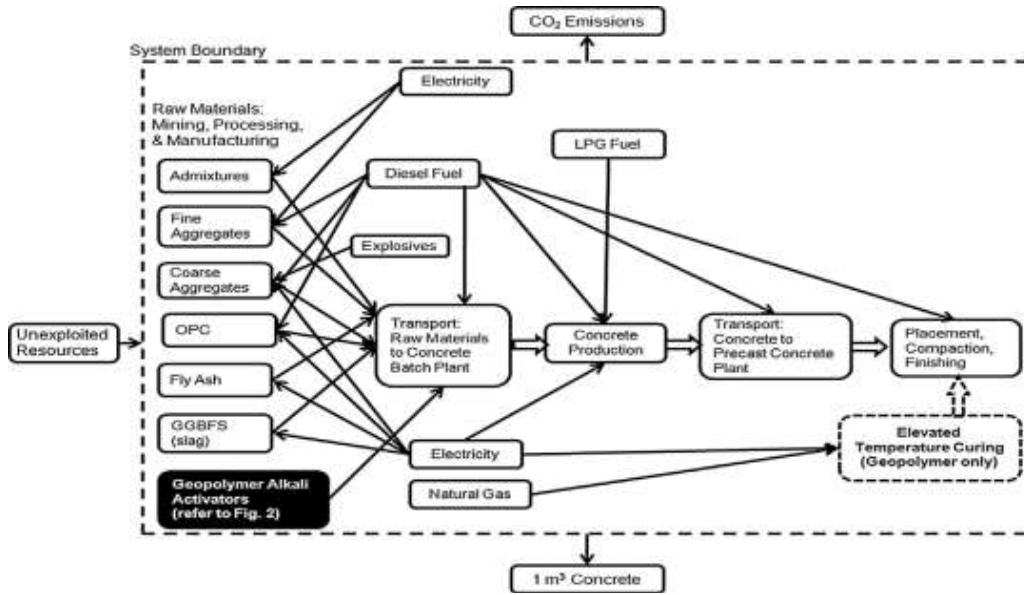 CO₂ Emissions
System Boundary
Electricity
Raw Materials:
Mining, Processing,
& Manufacturing
LPG Fuel
Admixtures
Diesel Fuel
Fine
Aggregates
Explosives
Coarse
Aggregates
Unexploited
Resources
OPC
Transport:
Raw Materials
to Concrete
Batch Plant
Concrete
Production
Transport:
Concrete to
Precast Concrete
Plant
Placement,
Compaction,
Finishing
Fly Ash
GGBFS
(slag)
Electricity
Elevated
Temperature Curing
(Geopolymer only)
Geopolymer Alkali
Activators
(refer to Fig. 2)
Natural Gas
1 m³ Concrete